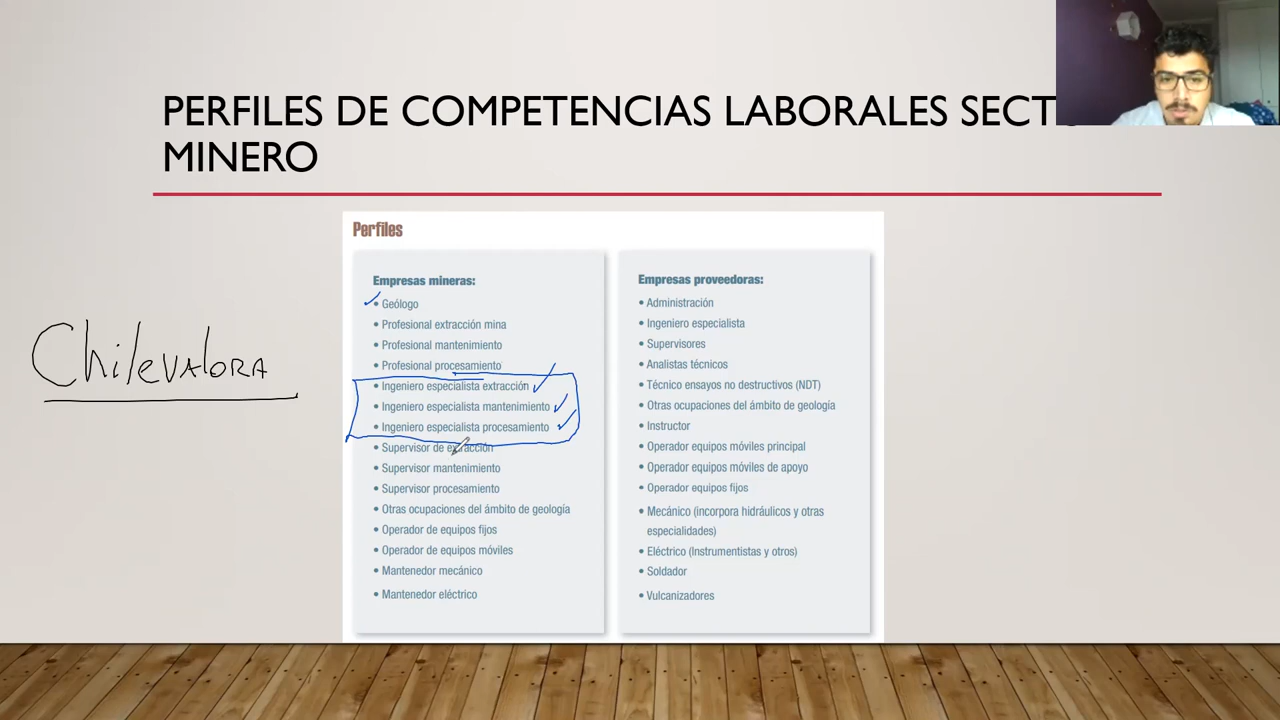 PERFILES DE COMPETENCIAS LABORALES SECTO
MINERO
Perfiles
Empresas mineras:
• Geólogo
• Profesional extracción mina
• Profesional mantenimiento
• Profesional procesamiento
• Ingeniero especialista extracción
• Ingeniero especialista mantenimiento
• Ingeniero especialista procesamiento
• Supervisor de extracción
• Supervisor mantenimiento
• Supervisor procesamiento
• Otras ocupaciones del ámbito de geología
• Operador de equipos fijos
• Operador de equipos móviles
• Mantenedor mecánico
• Mantenedor eléctrico
Empresas proveedoras:
• Administración
• Ingeniero especialista
• Supervisores
• Analistas técnicos
• Técnico ensayos no destructivos (NDT)
• Otras ocupaciones del ámbito de geología
• Instructor
• Operador equipos móviles principal
• Operador equipos móviles de apoyo
• Operador equipos fijos
• Mecánico (incorpora hidráulicos y otras
especialidades)
• Eléctrico (Instrumentistas y otros)
• Soldador
• Vulcanizadores
ChilevALORA